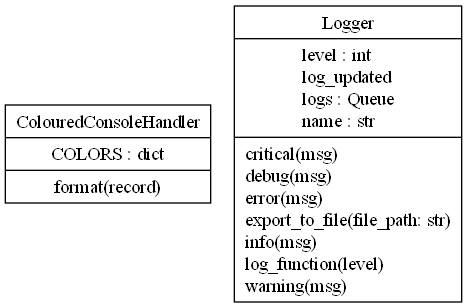 ColouredConsoleHandler
COLORS : dict
format(record)
Logger
level : int
log_updated
logs : Queue
name : str
critical(msg)
debug(msg)
error(msg)
export_to_file(file_path: str)
info(msg)
log_function(level)
warning(msg)